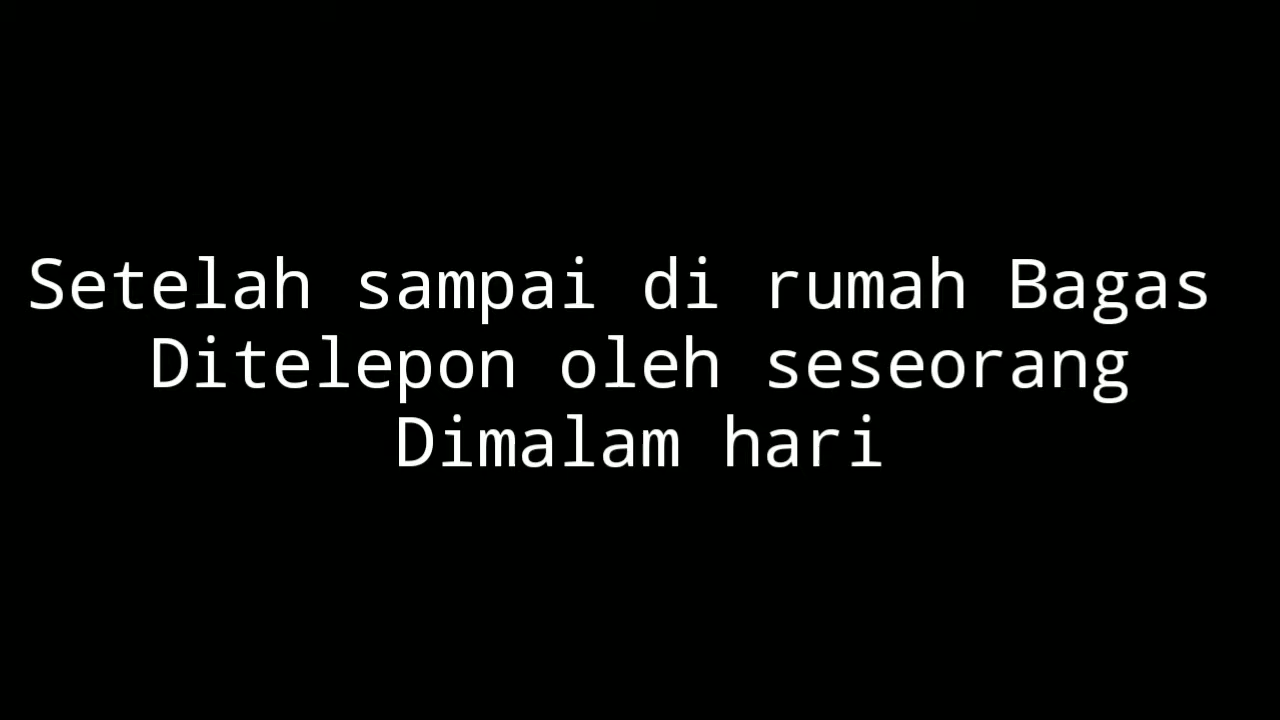 Setelah sampai di rumah Bagas
Ditelepon oleh seseorang
Dimalam hari